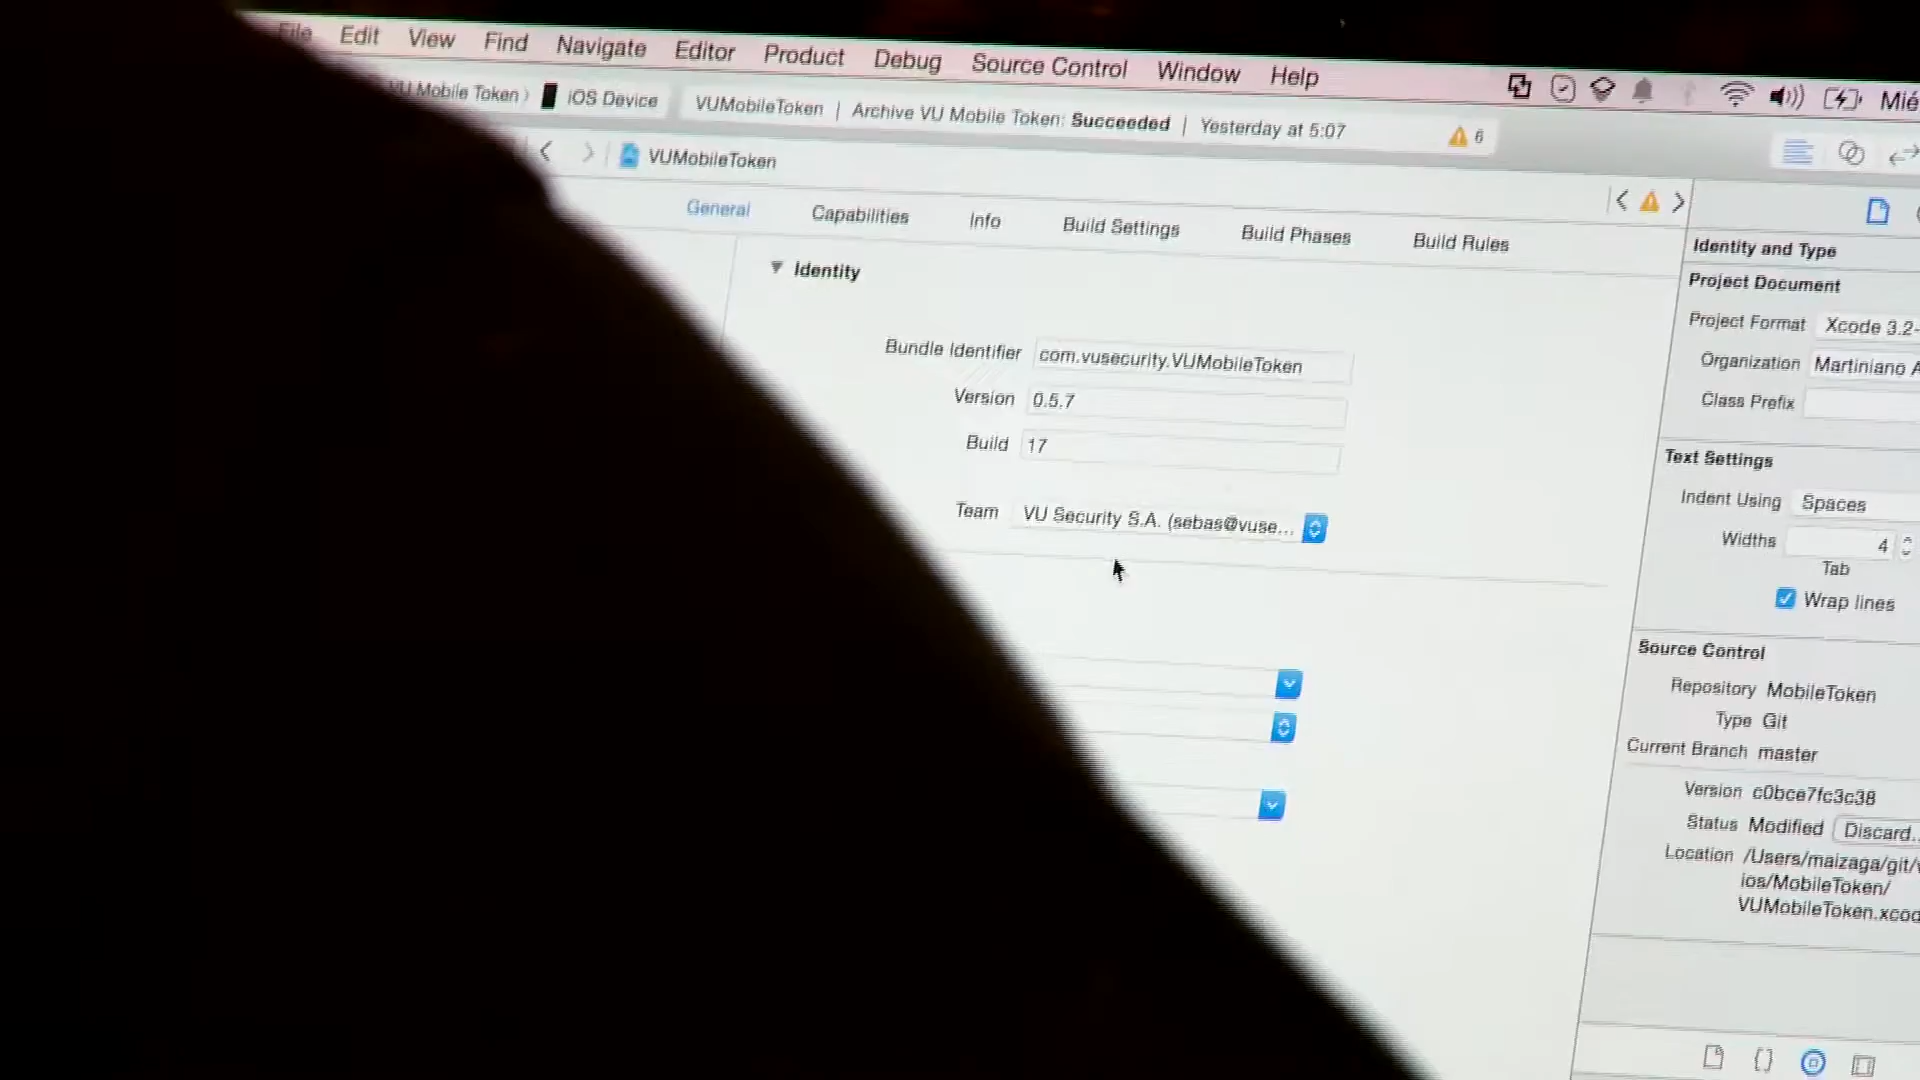 File Edit View Find Navigate Editor Product Debug Source Control Window Help
Mié
VU Mobile Token iOS Device
VUMobileToken | Archive VU Mobile Token: Succeeded | Yesterday at 5:07
6
VUMobileToken
General Capabilities Info Build Settings Build Phases Build Rules
Identity
Bundle Identifier com.vusecurity.VUMobileToken
Version 0.5.7
Build 17
Team VU Security S.A. (sebas@vuse...
Identity and Type
Project Document
Project Format Xcode 3.2-
Organization Martiniano A
Class Prefix
Text Settings
Indent Using Spaces
Widths 4
Tab
Wrap lines
Source Control
Repository MobileToken
Type Git
Current Branch master
Version c0bce7fc3c38
Status Modified Discard...
Location /Users/maizaga/git/v
ios/MobileToken/
VUMobileToken.xcod